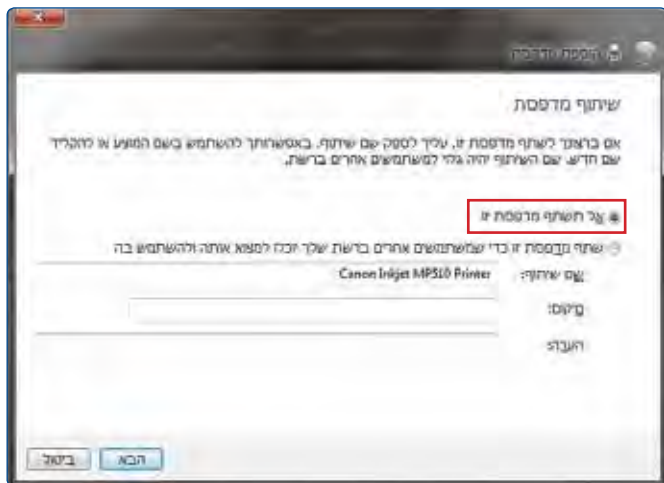 הוספת מדפסת
שיתוף מדפסת
אם ברצונך לשתף מדפסת זו, עליך לספק שם שיתוף. באפשרותך להשתמש בשם המוצע או להקליד
שם חדש. שם השיתוף יהיה גלוי למשתמשים אחרים ברשת.
אל תשתף מדפסת זו
שתף מדפסת זו כדי שמשתמשים אחרים ברשת שלך יוכלו למצוא אותה ולהשתמש בה
שם שיתוף: Canon Inkjet MP510 Printer
מיקום:
הערה:
הבא ביטול